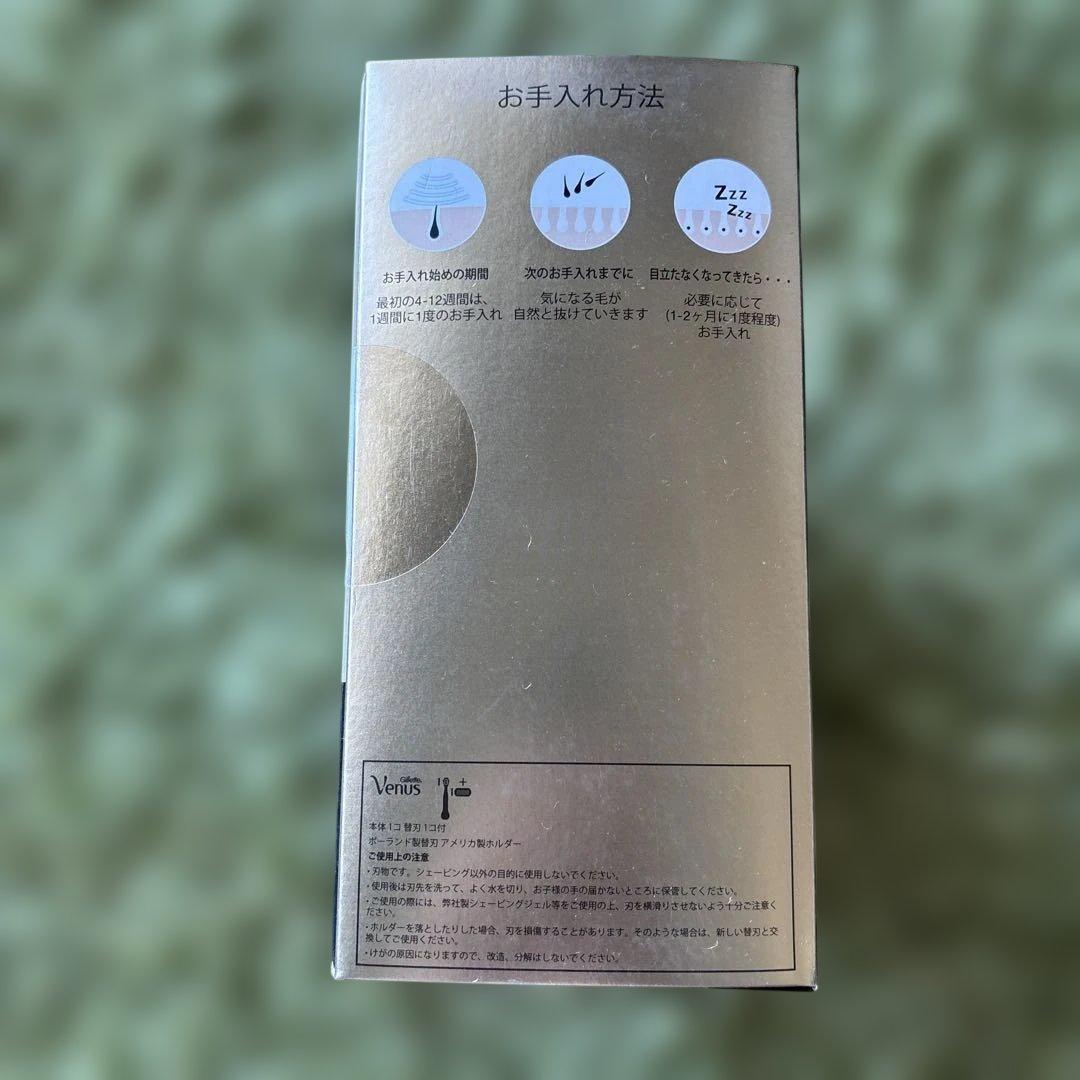 お手入れ方法
Zzz
Zzz
お手入れ始めの期間
最初の4-12週間は、
1週間に1度のお手入れ
次のお手入れまでに
気になる毛が
自然と抜けていきます
目立たなくなってきたら・・・
必要に応じて
(1-2ヶ月に1度程度)
お手入れ
Gillette
Venus
1 + 1
本体 1コ 替刃 1コ付
ポーランド製替刃 アメリカ製ホルダー
ご使用上の注意
・刃物です。シェービング以外の目的に使用しないでください。
・使用後は刃先を洗って、よく水を切り、お子様の手の届かないところに保管してください。
・ご使用の際には、弊社製シェービングジェル等をご使用の上、刃を横滑りさせないよう十分ご注意く
ださい。
・ホルダーを落としたりした場合、刃を損傷することがあります。そのような場合は、新しい替刃と交
換してご使用ください。
・けがの原因になりますので、改造、分解はしないでください。